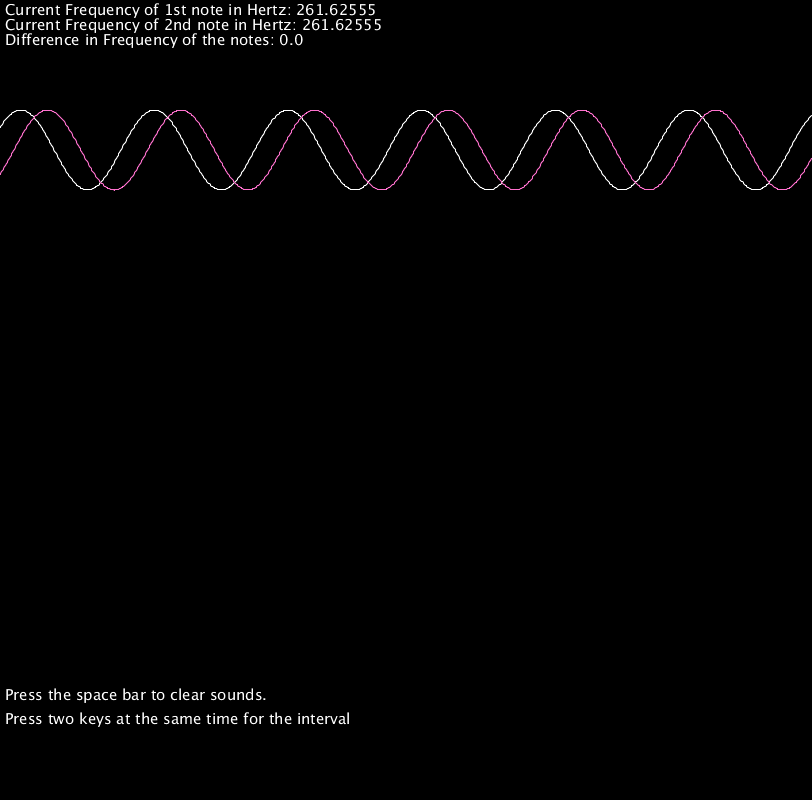 Current Frequency of 1st note in Hertz: 261.62555
Current Frequency of 2nd note in Hertz: 261.62555
Difference in Frequency of the notes: 0.0
Press the space bar to clear sounds.
Press two keys at the same time for the interval